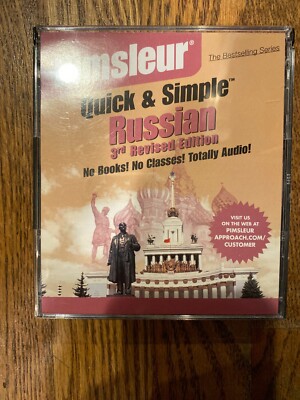 msleur®
The Bestselling Series
Quick & Simple™
Russian
3rd Revised Edition
No Books! No Classes! Totally Audio!
VISIT US
ON THE WEB AT
PIMSLEUR
APPROACH.COM/
CUSTOMER